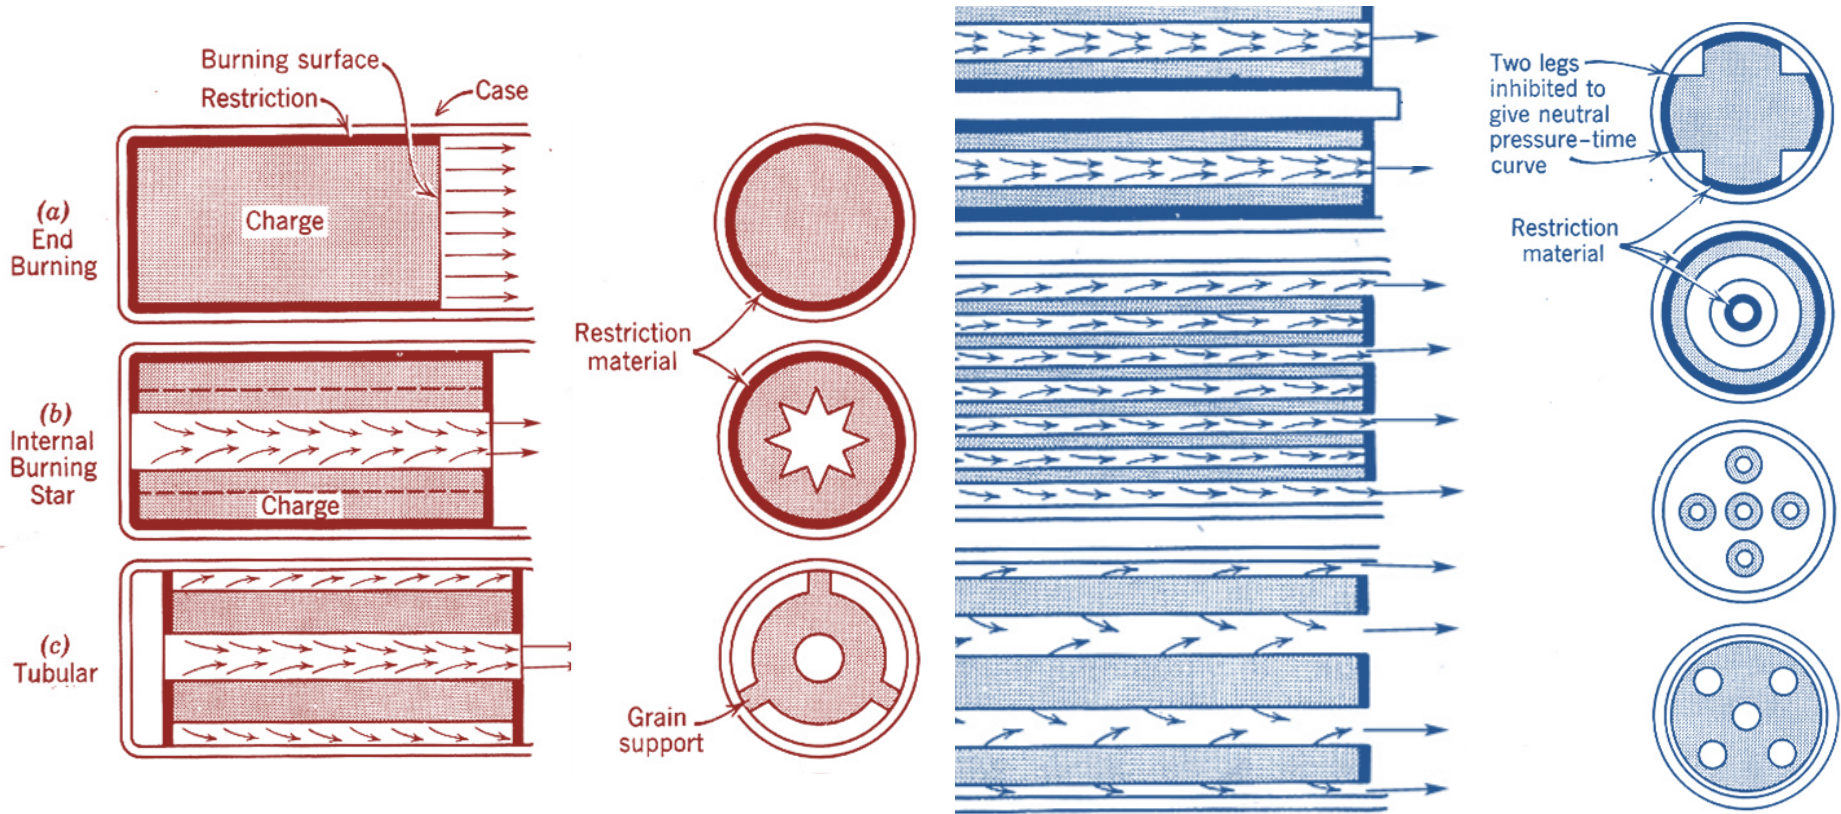 Burning surface
Restriction
Case
(a)
End
Burning
Charge
Restriction
material
(b)
Internal
Burning
Star
Charge
(c)
Tubular
Grain
support
Two legs
inhibited to
give neutral
pressure-time
curve
Restriction
material